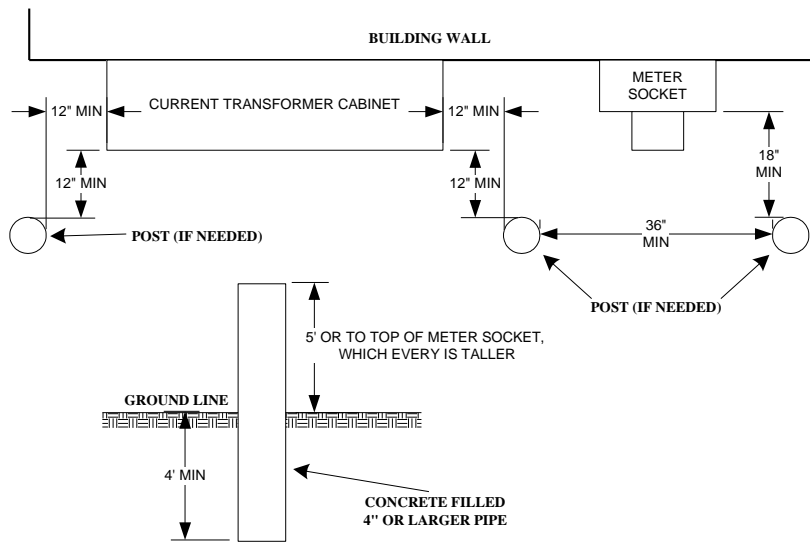 BUILDING WALL
12" MIN
CURRENT TRANSFORMER CABINET
12" MIN
METER
SOCKET
12" MIN
12" MIN
18"
MIN
POST (IF NEEDED)
36"
MIN
POST (IF NEEDED)
5' OR TO TOP OF METER SOCKET,
WHICH EVERY IS TALLER
GROUND LINE
4' MIN
CONCRETE FILLED
4" OR LARGER PIPE